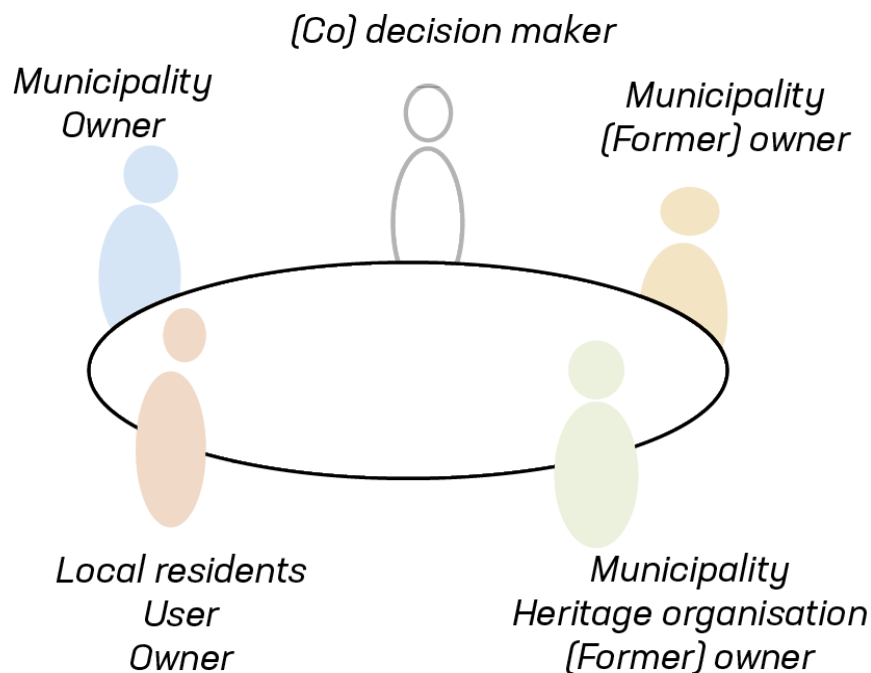 (Co) decision maker
Municipality
Owner
Municipality
(Former) owner
Local residents
User
Owner
Municipality
Heritage organisation
(Former) owner